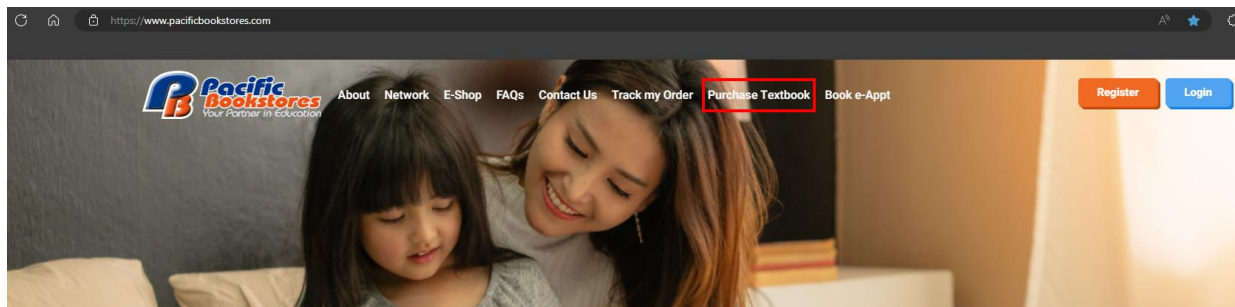 https://www.pacificbookstores.com
Pacific
Bookstores
Your Partner in Education
About Network E-Shop FAQs Contact Us Track my Order Purchase Textbook Book e-Appt
Register Login